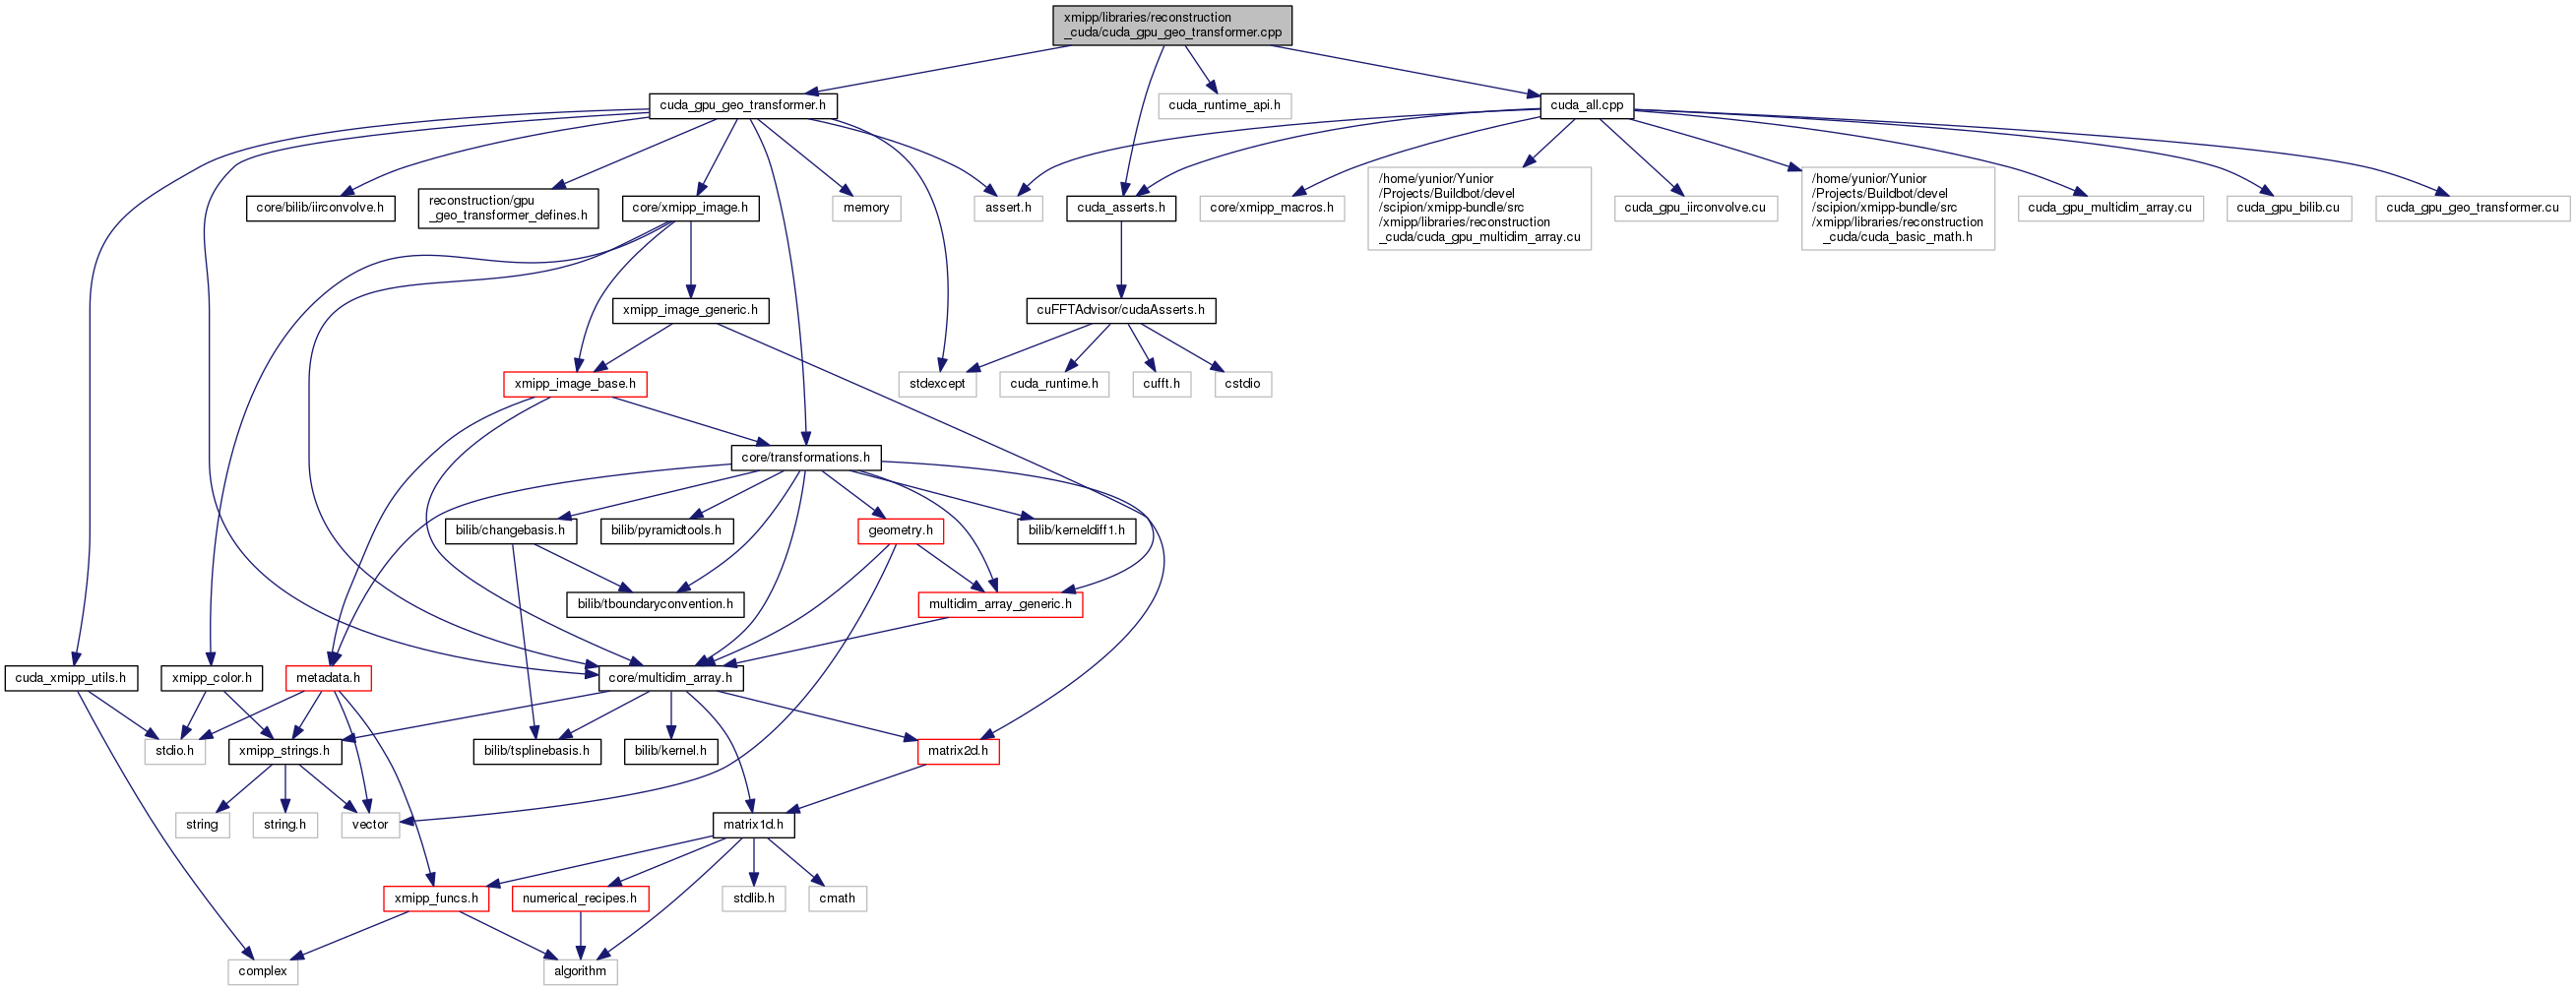 xmipp/libraries/reconstruction
_cuda/cuda_gpu_geo_transformer.cpp
cuda_gpu_geo_transformer.h
cuda_runtime_api.h
cuda_all.cpp
core/bilib/iirconvolve.h
reconstruction/gpu
_geo_transformer_defines.h
core/xmipp_image.h
memory
assert.h
cuda_asserts.h
core/xmipp_macros.h
/home/yunior/Yunior
/Projects/Buildbot/devel
/scipion/xmipp-bundle/src
/xmipp/libraries/reconstruction
_cuda/cuda_gpu_multidim_array.cu
cuda_gpu_iirconvolve.cu
/home/yunior/Yunior
/Projects/Buildbot/devel
/scipion/xmipp-bundle/src
/xmipp/libraries/reconstruction
_cuda/cuda_basic_math.h
cuda_gpu_multidim_array.cu
cuda_gpu_bilib.cu
cuda_gpu_geo_transformer.cu
xmipp_image_generic.h
cuFFTAdvisor/cudaAsserts.h
xmipp_image_base.h
stdexcept
cuda_runtime.h
cufft.h
cstdio
core/transformations.h
bilib/changebasis.h
bilib/pyramidtools.h
geometry.h
bilib/kerneldiff1.h
bilib/tboundaryconvention.h
multidim_array_generic.h
cuda_xmipp_utils.h
xmipp_color.h
metadata.h
core/multidim_array.h
stdio.h
xmipp_strings.h
bilib/tsplinebasis.h
bilib/kernel.h
matrix2d.h
string
string.h
vector
matrix1d.h
xmipp_funcs.h
numerical_recipes.h
stdlib.h
cmath
complex
algorithm